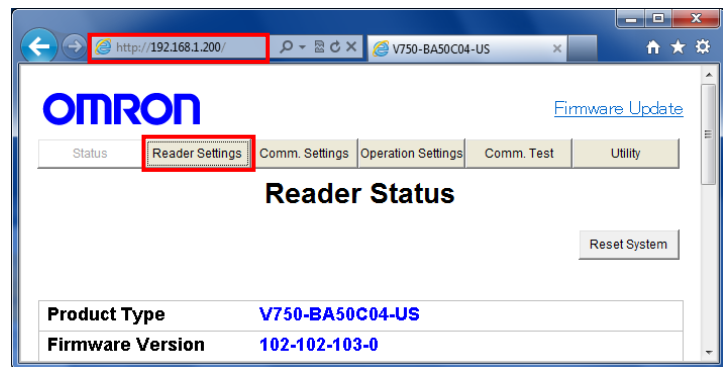 http://192.168.1.200/
V750-BA50C04-US
OMRON
Firmware Update
Status
Reader Settings
Comm. Settings
Operation Settings
Comm. Test
Utility
Reader Status
Reset System
Product Type V750-BA50C04-US
Firmware Version 102-102-103-0